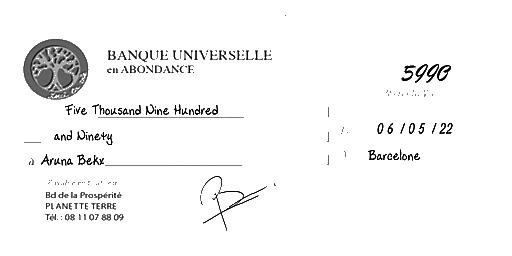 BANQUE UNIVERSELLE
en ABONDANCE
5990
Five Thousand Nine Hundred
and Ninety
06/05/22
à Aruna Bekx
Barcelone
Bd de la Prospérité
PLANETTE TERRE
Tél. : 08 11 07 88 09